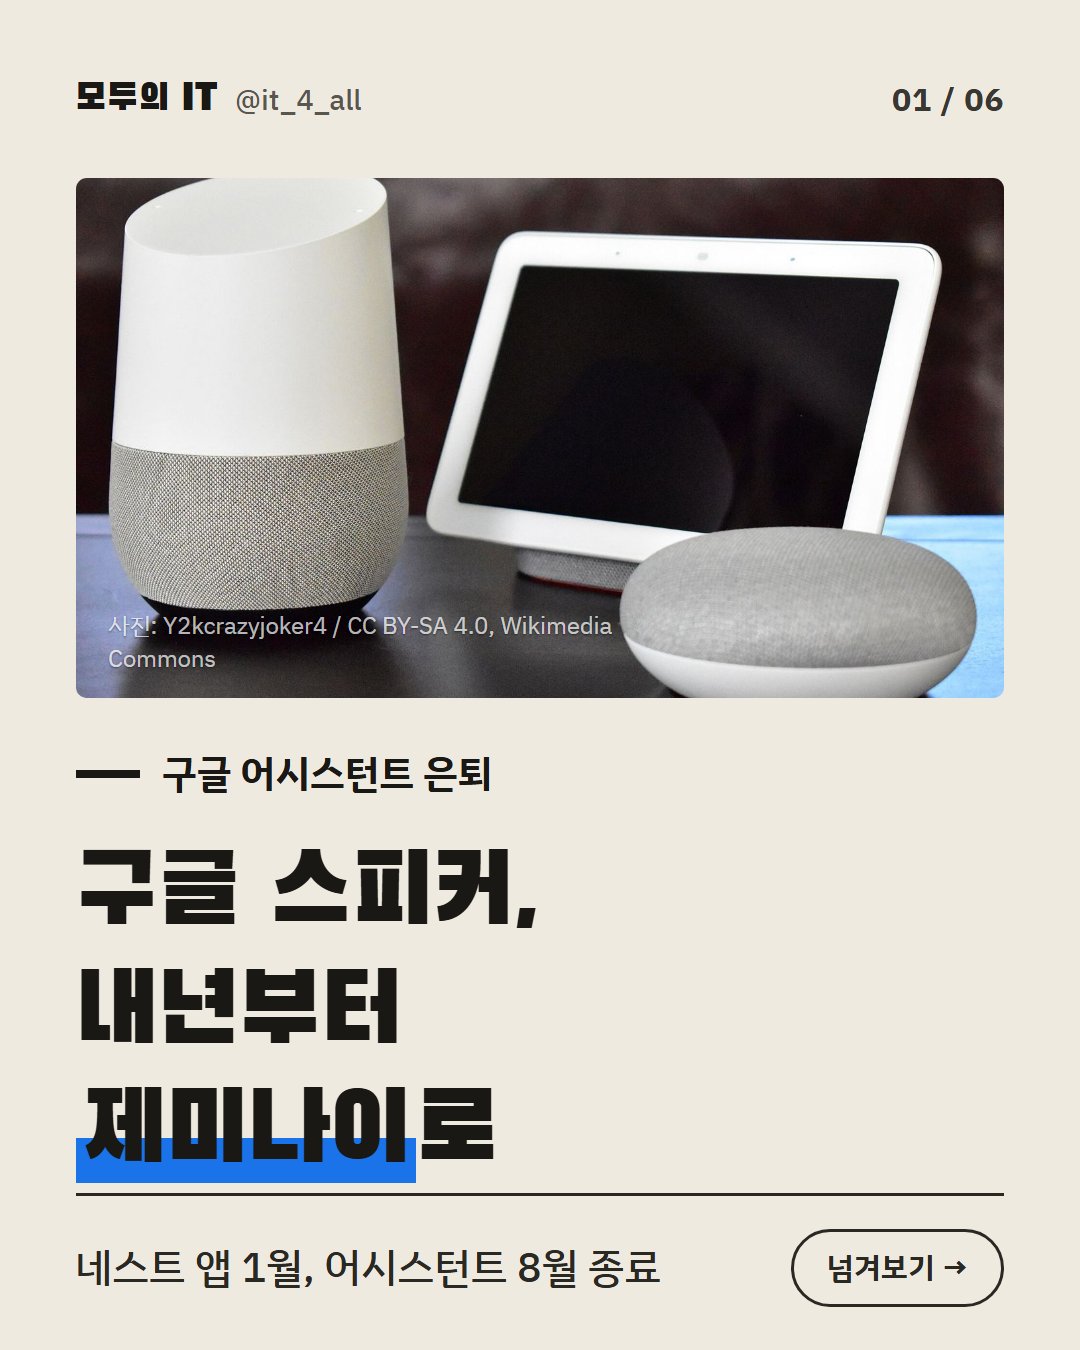 모두의 IT @it_4_all
01 / 06
사진: Y2kcrazyjoker4 / CC BY-SA 4.0, Wikimedia
Commons
구글 어시스턴트 은퇴
구글 스피커,
내년부터
제미나이로
네스트 앱 1월, 어시스턴트 8월 종료
넘겨보기 →